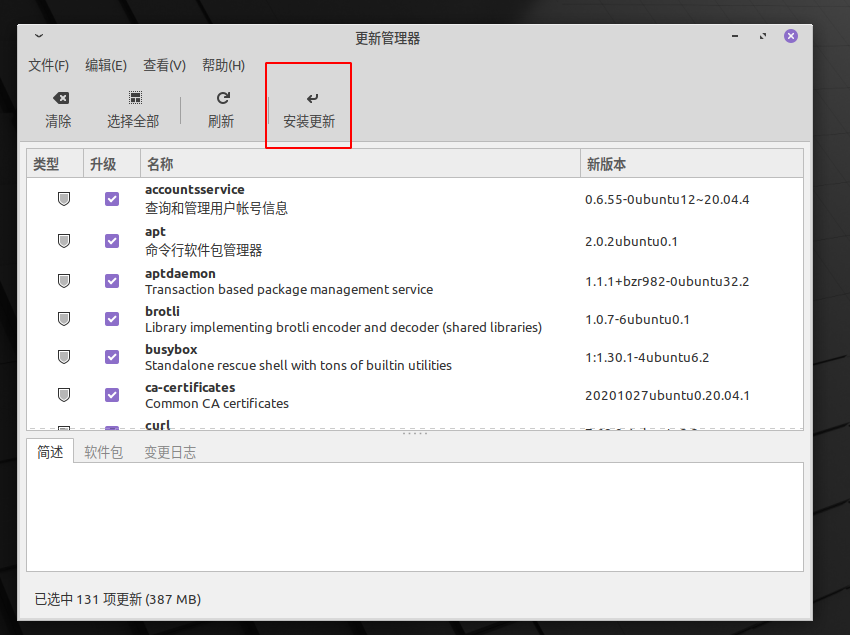 更新管理器
文件(F) 编辑(E) 查看(V) 帮助(H)
清除 选择全部 刷新 安装更新
类型 升级 名称 新版本
accountsservice
查询和管理用户帐号信息 0.6.55-0ubuntu12~20.04.4
apt
命令行软件包管理器 2.0.2ubuntu0.1
aptdaemon
Transaction based package management service 1.1.1+bzr982-0ubuntu32.2
brotli
Library implementing brotli encoder and decoder (shared libraries) 1.0.7-6ubuntu0.1
busybox
Standalone rescue shell with tons of builtin utilities 1:1.30.1-4ubuntu6.2
ca-certificates
Common CA certificates 20201027ubuntu0.20.04.1
curl
简述 软件包 变更日志
已选中 131 项更新 (387 MB)